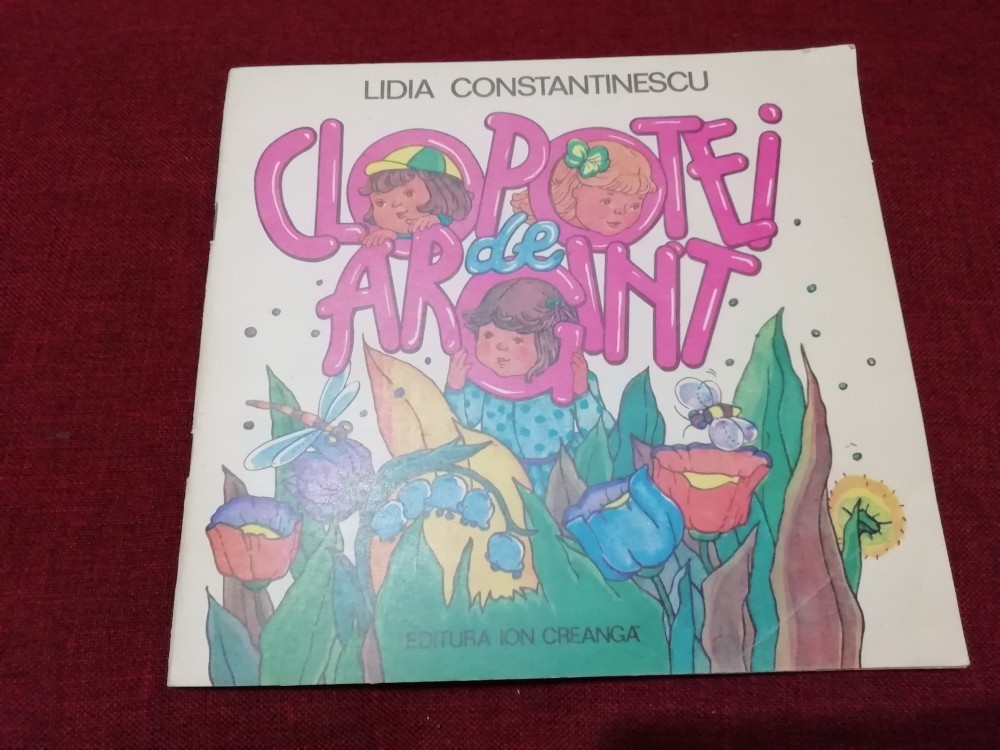 LIDIA CONSTANTINESCU
CLOPOTEI
de
ARGINT
EDITURA ION CREANGĂ